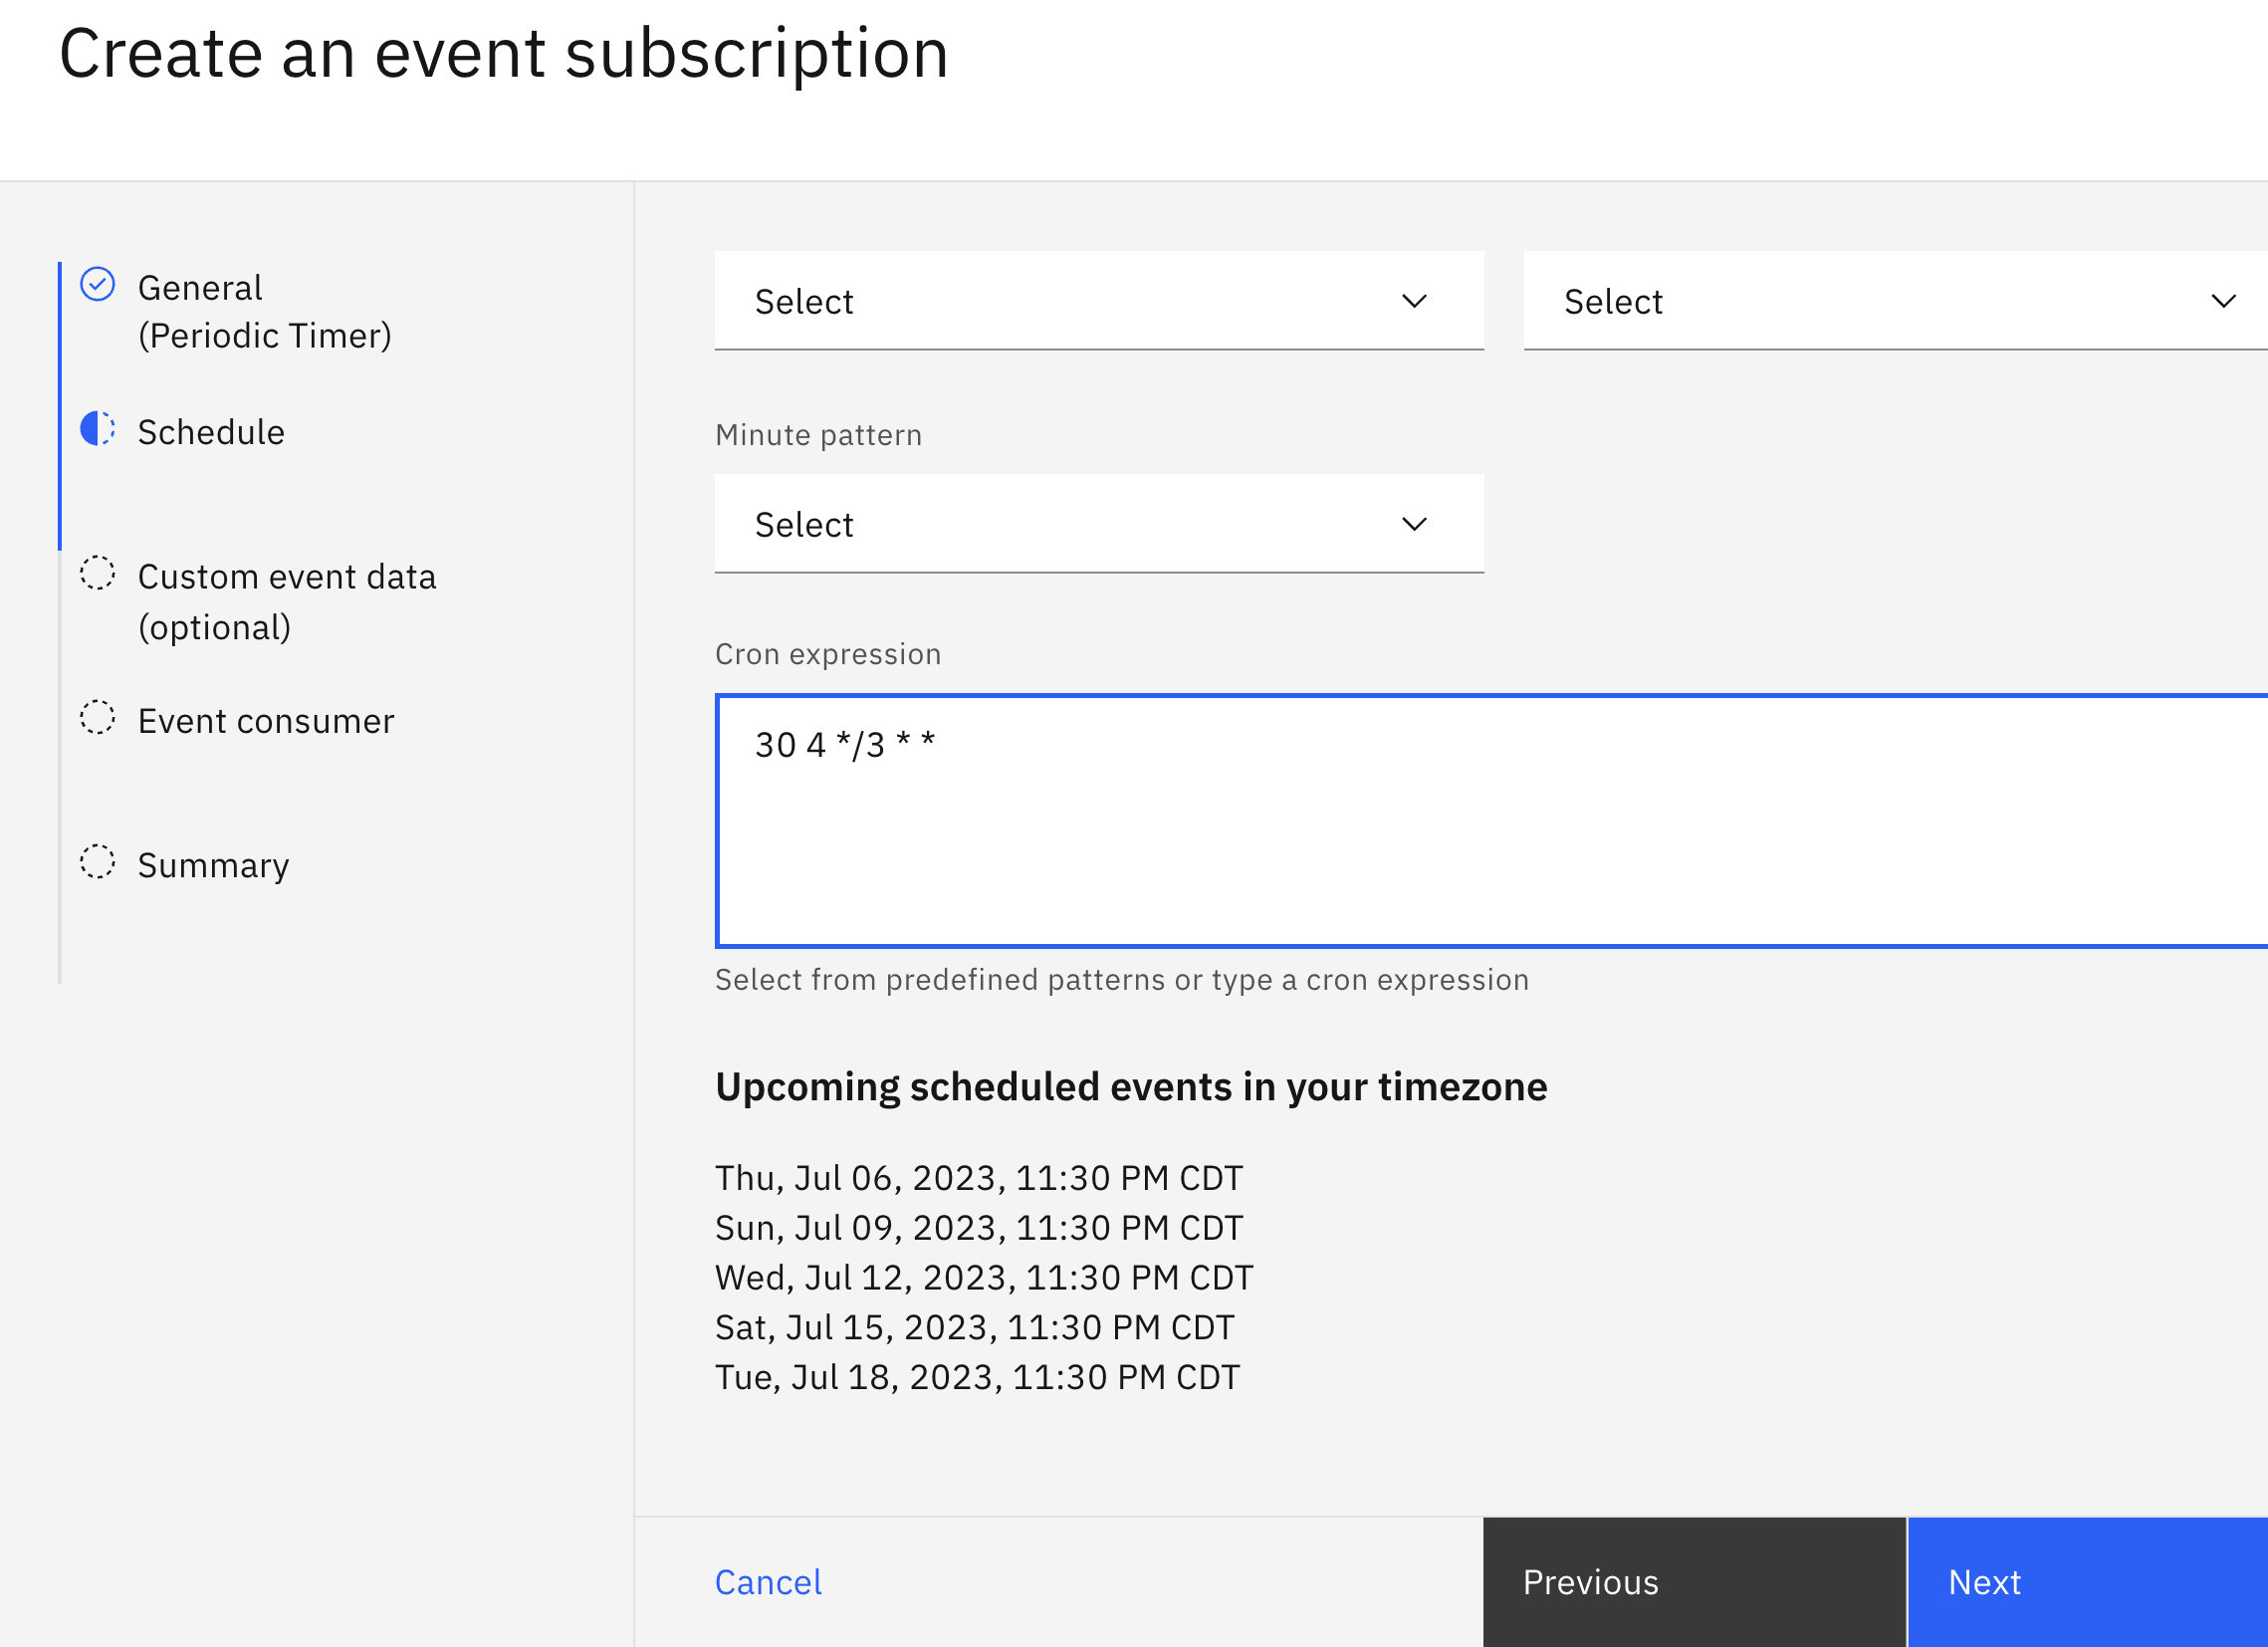 Create an event subscription
General
(Periodic Timer)
Schedule
Custom event data
(optional)
Event consumer
Summary
Select
Select
Minute pattern
Select
Cron expression
30 4 */3 * *
Select from predefined patterns or type a cron expression
Upcoming scheduled events in your timezone
Thu, Jul 06, 2023, 11:30 PM CDT
Sun, Jul 09, 2023, 11:30 PM CDT
Wed, Jul 12, 2023, 11:30 PM CDT
Sat, Jul 15, 2023, 11:30 PM CDT
Tue, Jul 18, 2023, 11:30 PM CDT
Cancel
Previous
Next